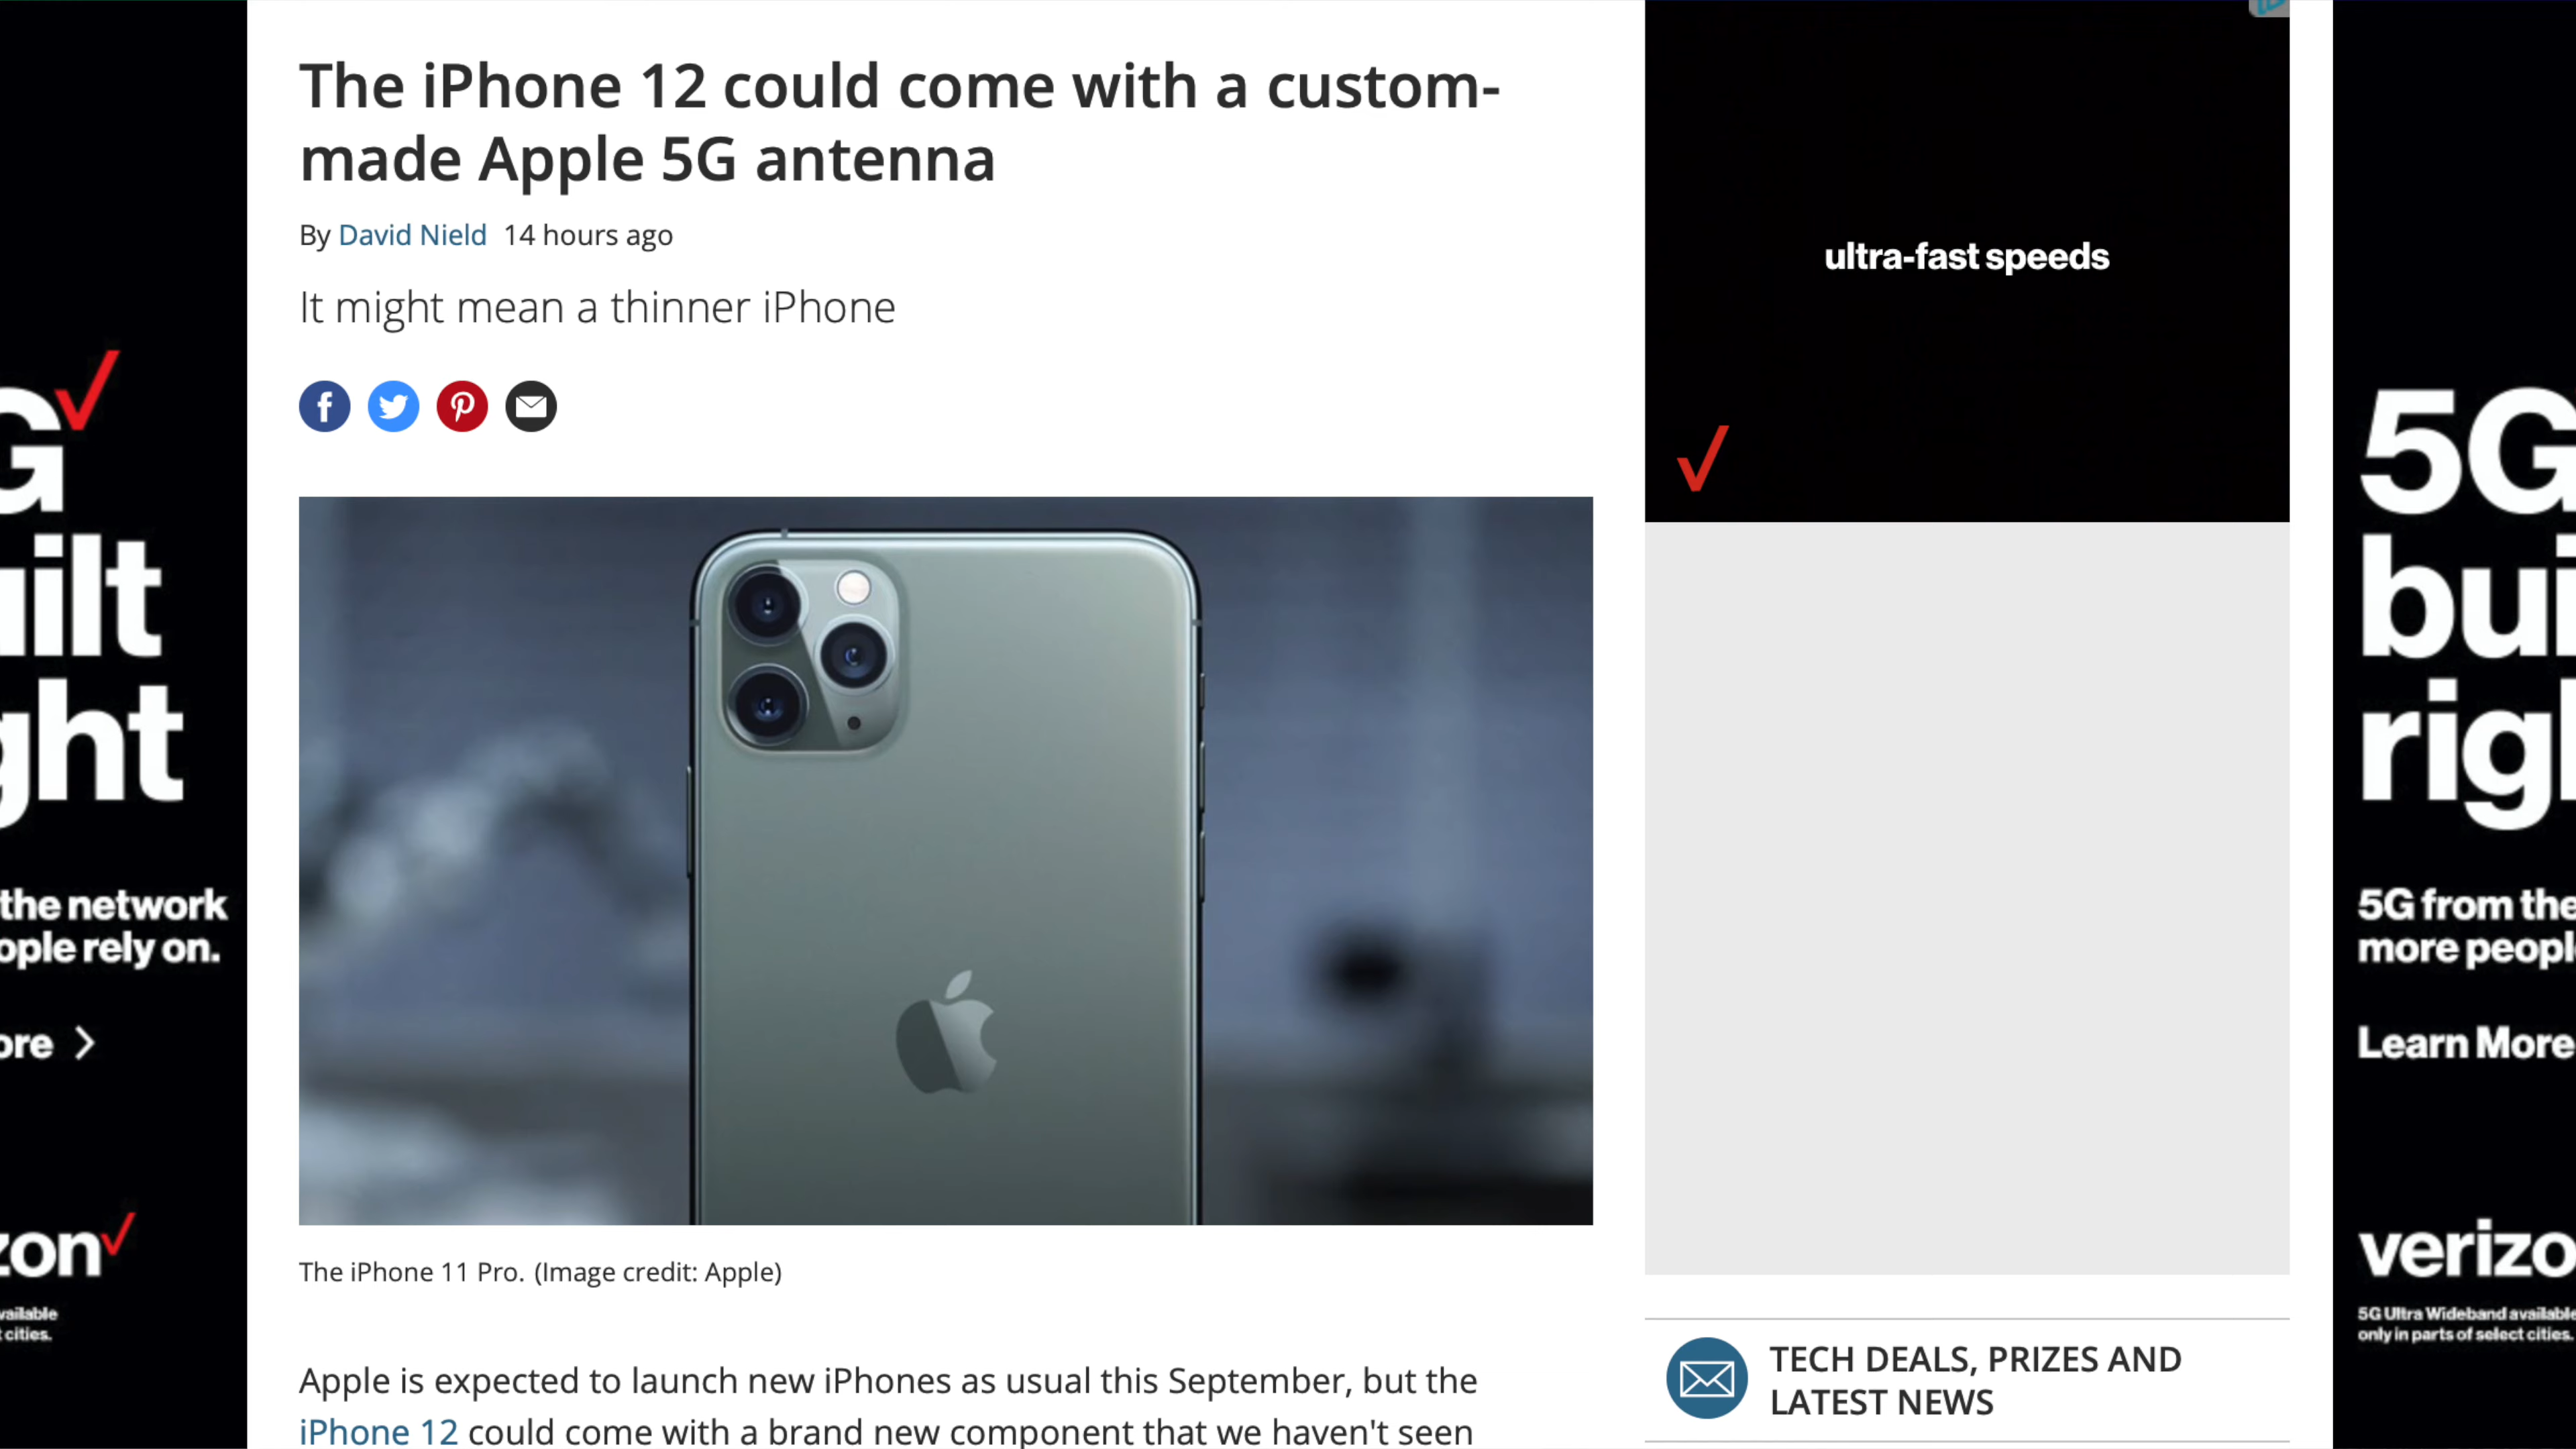 The iPhone 12 could come with a custom-
made Apple 5G antenna
By David Nield 14 hours ago
It might mean a thinner iPhone
The iPhone 11 Pro. (Image credit: Apple)
Apple is expected to launch new iPhones as usual this September, but the
iPhone 12 could come with a brand new component that we haven't seen
ultra-fast speeds
TECH DEALS, PRIZES AND
LATEST NEWS
G
uilt
ght
the network
ople rely on.
ore >
zon
vailable
t cities.
5G
bui
righ
5G from the
more peopl
Learn More
verizo
5G Ultra Wideband available
only in parts of select cities.